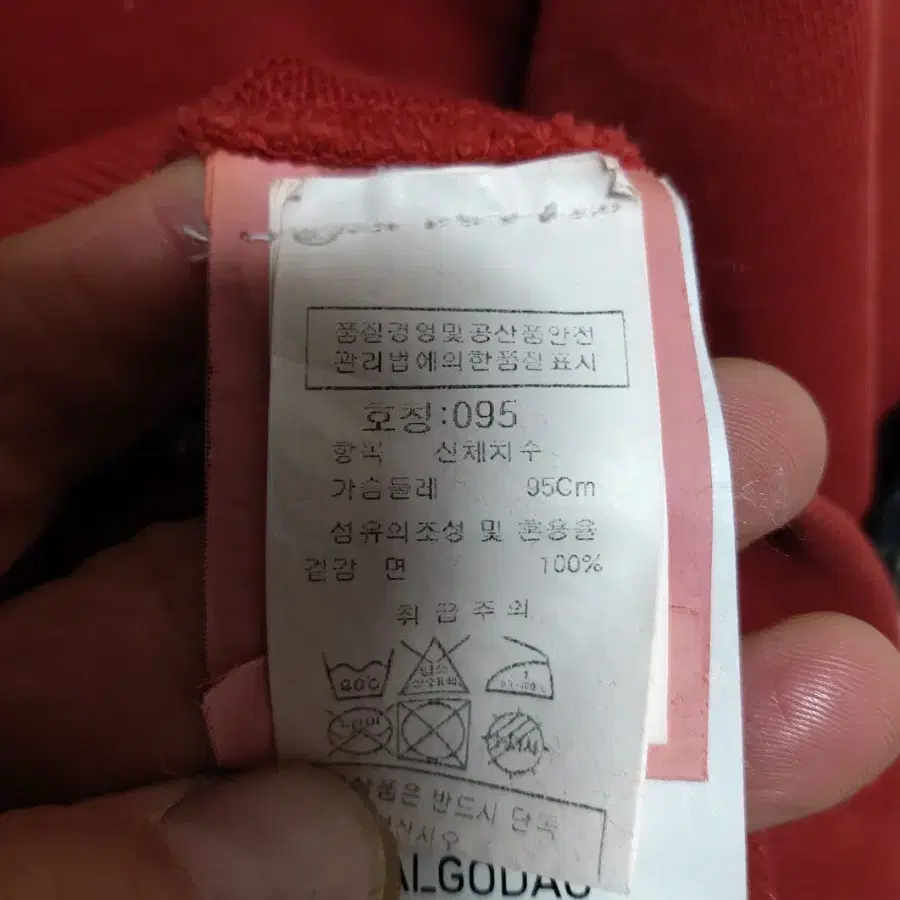 품질경영및공산품안전
관리법에의한품질표시
호칭:095
항목 신체치수
가슴둘레 95Cm
섬유의조성 및 혼용율
겉감 면 100%
취급주의
40℃
상품은 반드시 단독
ALGODAO